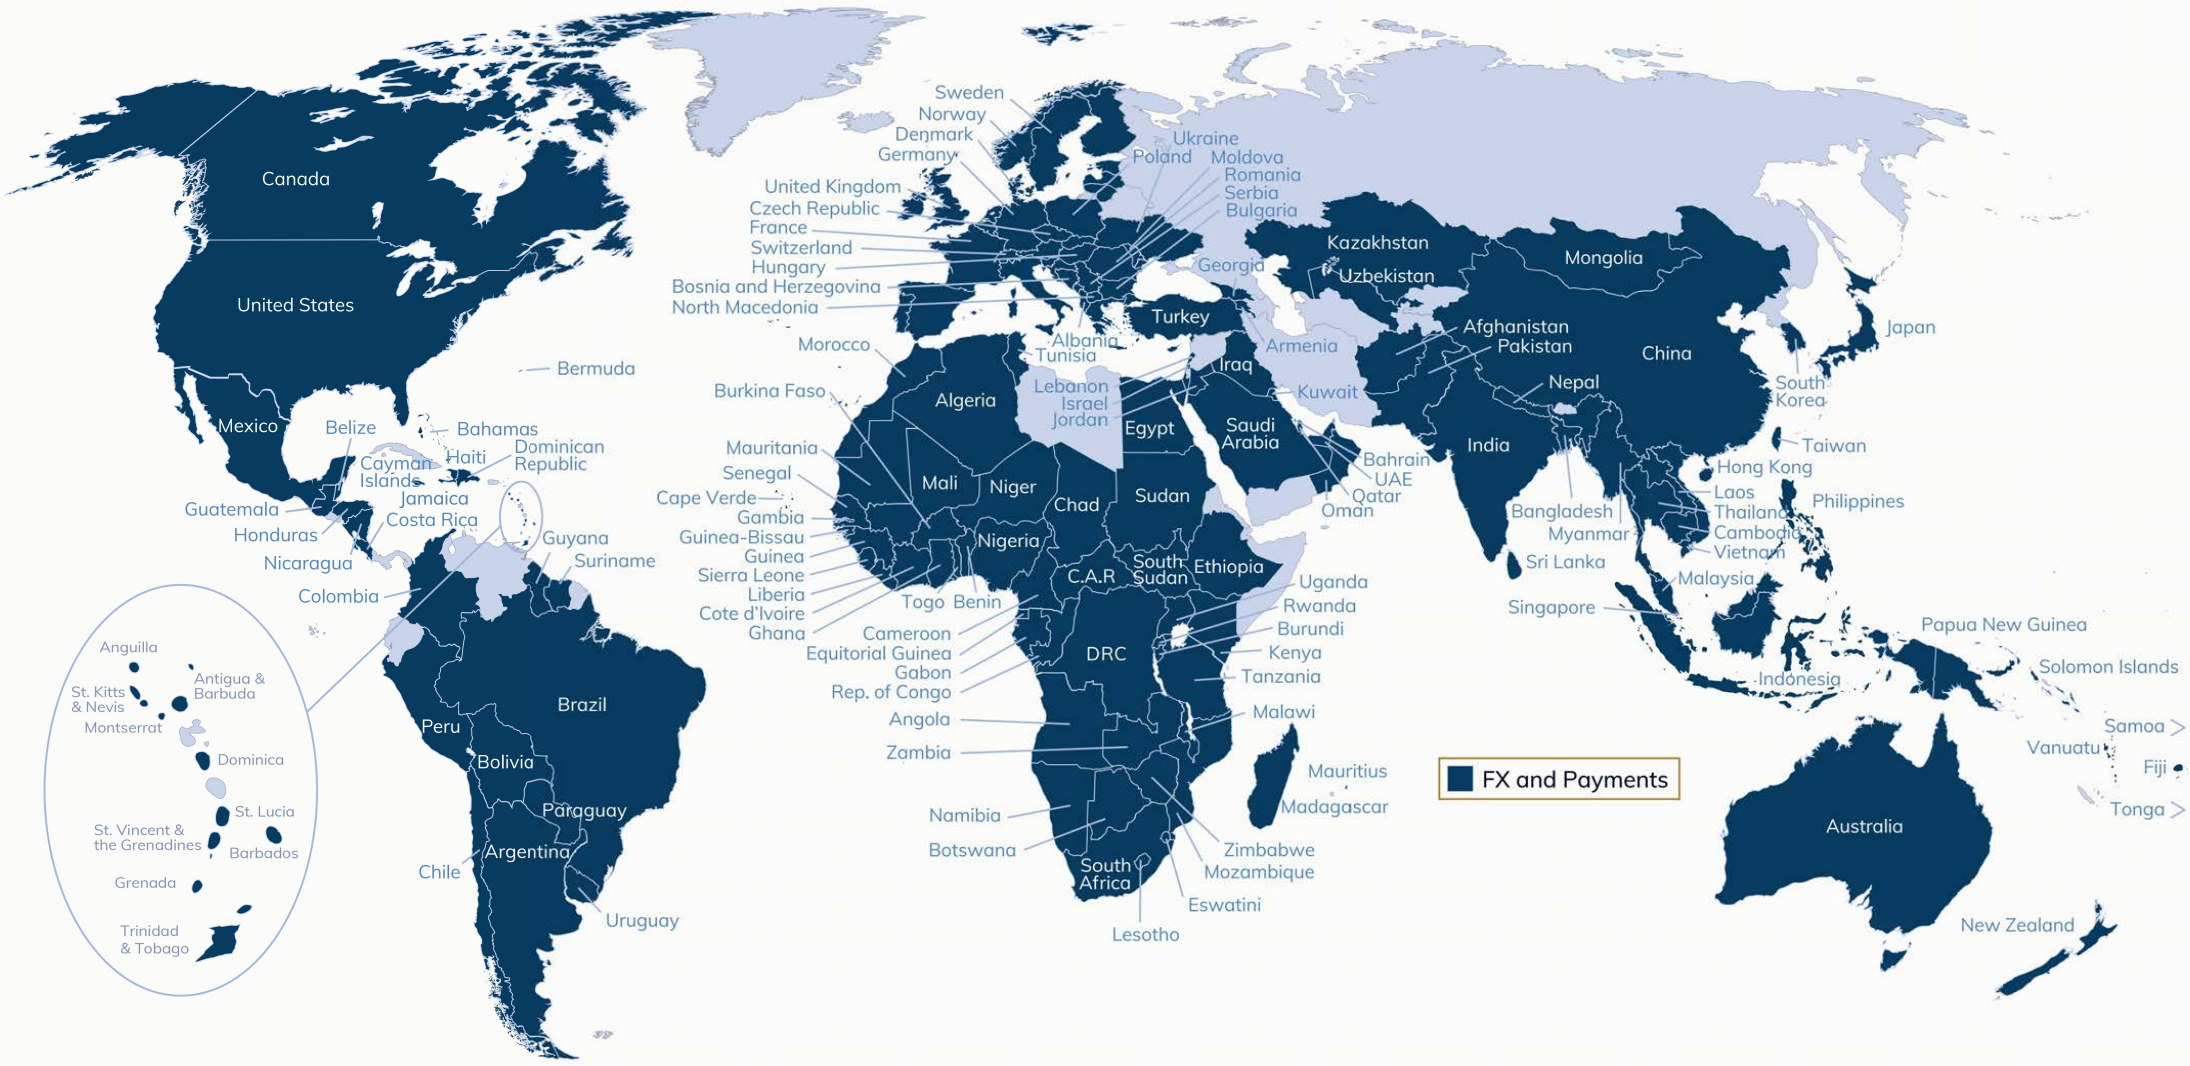 Canada
United States
Mexico
Bermuda
Belize
Bahamas
Cayman
Islands
Haiti
Dominican
Republic
Jamaica
Costa Rica
Guatemala
Honduras
Nicaragua
Colombia
Guyana
Suriname
Brazil
Peru
Bolivia
Paraguay
Argentina
Chile
Uruguay
Anguilla
Antigua &
Barbuda
St. Kitts
& Nevis
Montserrat
Dominica
St. Lucia
St. Vincent &
the Grenadines
Barbados
Grenada
Trinidad
& Tobago
Sweden
Norway
Denmark
Germany
United Kingdom
Czech Republic
France
Switzerland
Hungary
Bosnia and Herzegovina
North Macedonia
Ukraine
Poland
Moldova
Romania
Serbia
Bulgaria
Georgia
Turkey
Albania
Tunisia
Armenia
Morocco
Burkina Faso
Mauritania
Senegal
Cape Verde
Gambia
Guinea-Bissau
Guinea
Sierra Leone
Liberia
Cote d'Ivoire
Ghana
Togo
Benin
Cameroon
Equitorial Guinea
Gabon
Rep. of Congo
Angola
Zambia
Namibia
Botswana
Algeria
Mali
Niger
Chad
Nigeria
Sudan
Egypt
C.A.R
South
Sudan
Ethiopia
DRC
South
Africa
Lebanon
Israel
Jordan
Iraq
Kuwait
Saudi
Arabia
Bahrain
UAE
Qatar
Oman
Uganda
Rwanda
Burundi
Kenya
Tanzania
Malawi
Mauritius
Madagascar
Zimbabwe
Mozambique
Eswatini
Lesotho
Kazakhstan
Uzbekistan
Mongolia
Afghanistan
Pakistan
China
Nepal
India
Japan
South
Korea
Taiwan
Hong Kong
Laos
Thailand
Cambodia
Vietnam
Philippines
Bangladesh
Myanmar
Sri Lanka
Malaysia
Singapore
Indonesia
Papua New Guinea
Solomon Islands
Samoa
Vanuatu
Fiji
Tonga
Australia
New Zealand
FX and Payments